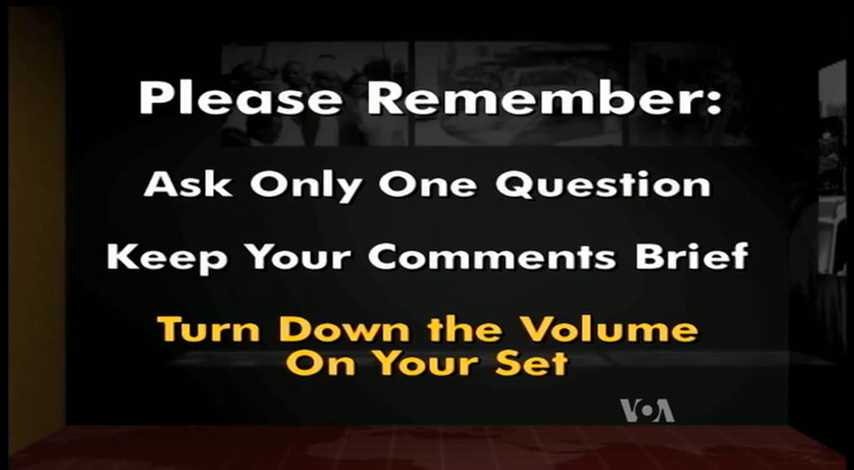 Please Remember:
Ask Only One Question
Keep Your Comments Brief
Turn Down the Volume
On Your Set
VOA